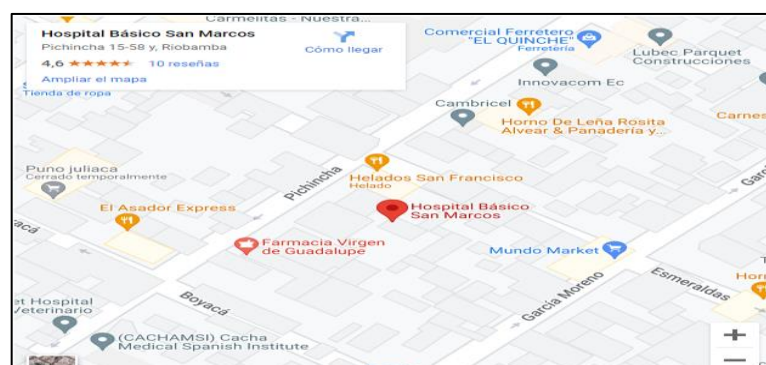 Carmelitas - Nuestra...
Hospital Básico San Marcos
Pichincha 15-58 y, Riobamba
Cómo llegar
4,6
10 reseñas
Ampliar el mapa
Tienda de ropa
Comercial Ferretero
"EL QUINCHE"
Ferretería
Lubec Parquet
Construcciones
Innovacom Ec
Cambricel
Horno De Leña Rosita
Alvear & Panadería y...
Carnes
Puno juliaca
Cerrado temporalmente
Pichincha
Helados San Francisco
Helado
El Asador Express
Hospital Básico
San Marcos
Farmacia Virgen
de Guadalupe
Mundo Market
Esmeraldas
García Moreno
Boyacá
et Hospital
Veterinario
(CACHAMSI) Cacha
Medical Spanish Institute
+
−